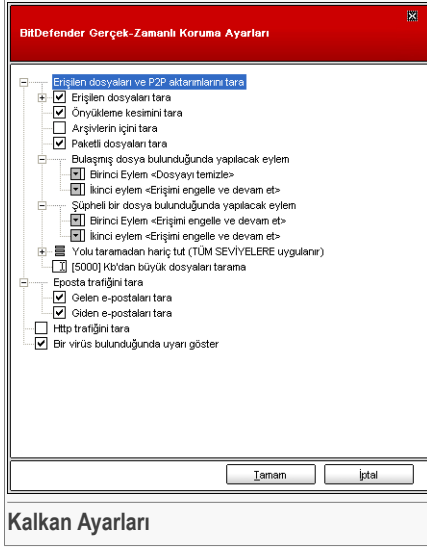 BitDefender Gerçek-Zamanlı Koruma Ayarları
Erişilen dosyaları ve P2P aktarımlarını tara
Erişilen dosyaları tara
Önyükleme kesimini tara
Arşivlerin içini tara
Paketli dosyaları tara
Bulaşmış dosya bulunduğunda yapılacak eylem
Birinci Eylem <Dosyayı temizle>
İkinci eylem <Erişimi engelle ve devam et>
Şüpheli bir dosya bulunduğunda yapılacak eylem
Birinci Eylem <Erişimi engelle ve devam et>
İkinci eylem <Erişimi engelle ve devam et>
Yolu taramadan hariç tut (TÜM SEVİYELERE uygulanır)
[5000] Kb'dan büyük dosyaları tarama
Eposta trafiğini tara
Gelen e-postaları tara
Giden e-postaları tara
Http trafiğini tara
Bir virüs bulunduğunda uyarı göster
Tamam İptal
Kalkan Ayarları